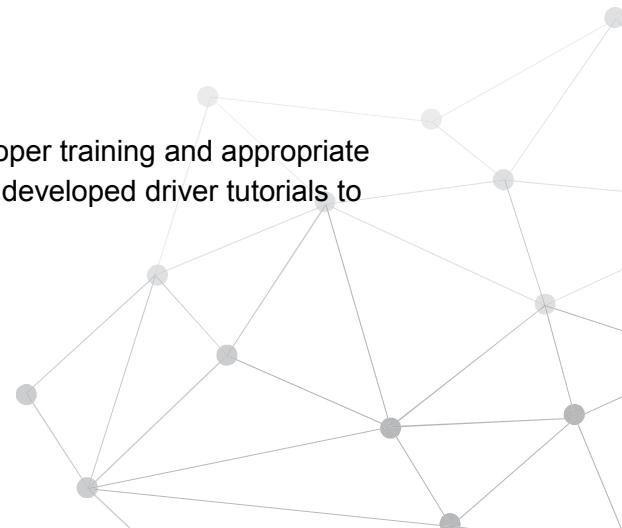 oper training and appropriate
developed driver tutorials to